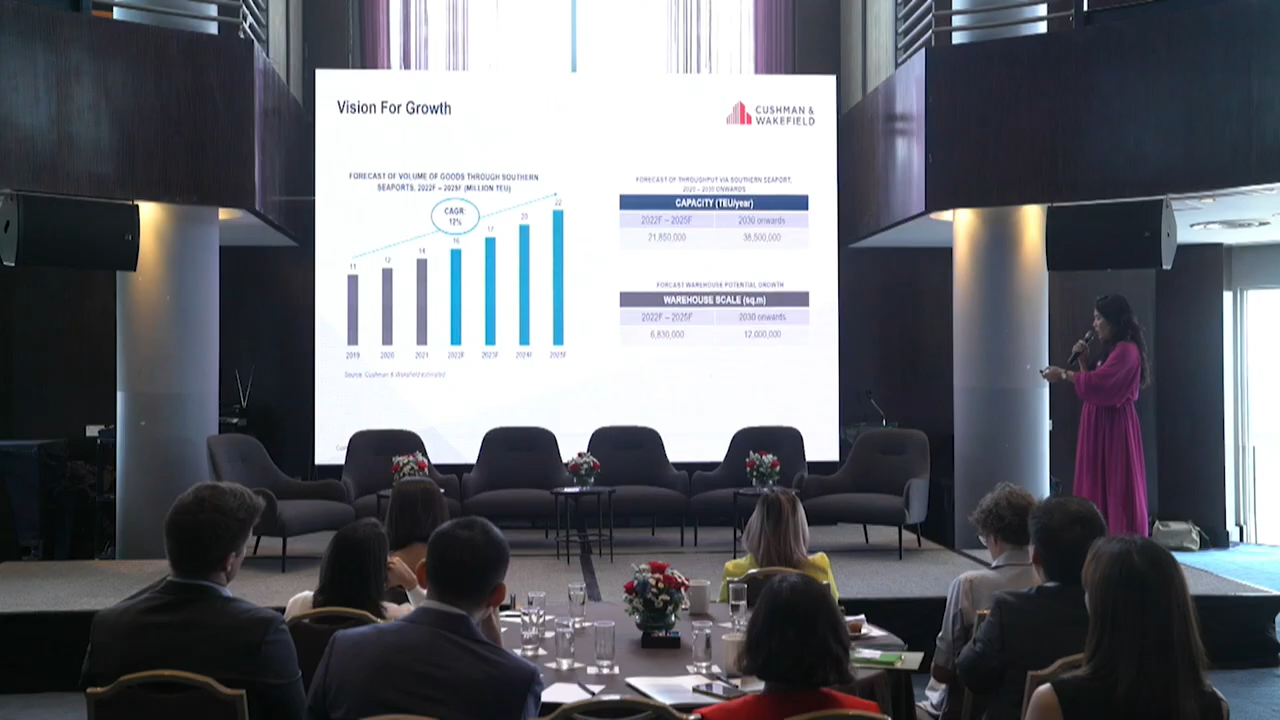 Vision For Growth
CUSHMAN &
WAKEFIELD
FORECAST OF VOLUME OF GOODS THROUGH SOUTHERN
SEAPORTS, 2022F – 2025F (MILLION TEU)
CAGR:
12%
11
12
14
16
17
20
22
2019
2020
2021
2022F
2023F
2024F
2025F
Source: Cushman & Wakefield estimated
FORECAST OF THROUGHPUT VIA SOUTHERN SEAPORT,
2020 – 2030 ONWARDS
CAPACITY (TEU/year)
2022F – 2025F 2030 onwards
21,850,000 38,500,000
FORCAST WAREHOUSE POTENTIAL GROWTH
WAREHOUSE SCALE (sq.m)
2022F – 2025F 2030 onwards
6,830,000 12,000,000